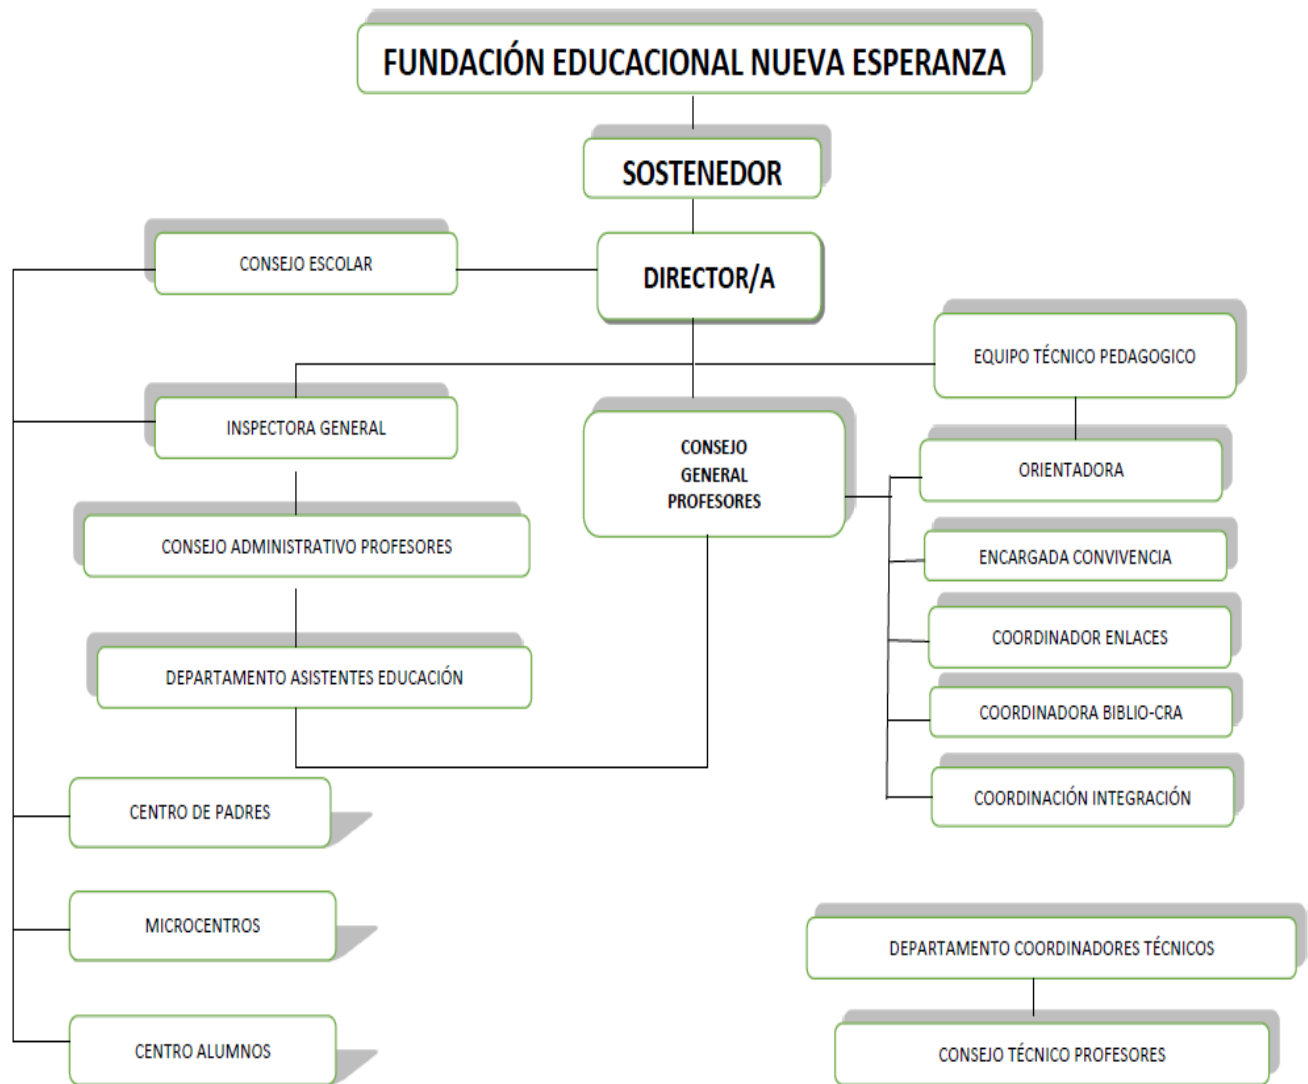 FUNDACIÓN EDUCACIONAL NUEVA ESPERANZA
SOSTENEDOR
CONSEJO ESCOLAR
DIRECTOR/A
EQUIPO TÉCNICO PEDAGOGICO
INSPECTORA GENERAL
CONSEJO
GENERAL
PROFESORES
ORIENTADORA
CONSEJO ADMINISTRATIVO PROFESORES
ENCARGADA CONVIVENCIA
COORDINADOR ENLACES
DEPARTAMENTO ASISTENTES EDUCACIÓN
COORDINADORA BIBLIO-CRA
COORDINACIÓN INTEGRACIÓN
CENTRO DE PADRES
MICROCENTROS
DEPARTAMENTO COORDINADORES TÉCNICOS
CENTRO ALUMNOS
CONSEJO TÉCNICO PROFESORES